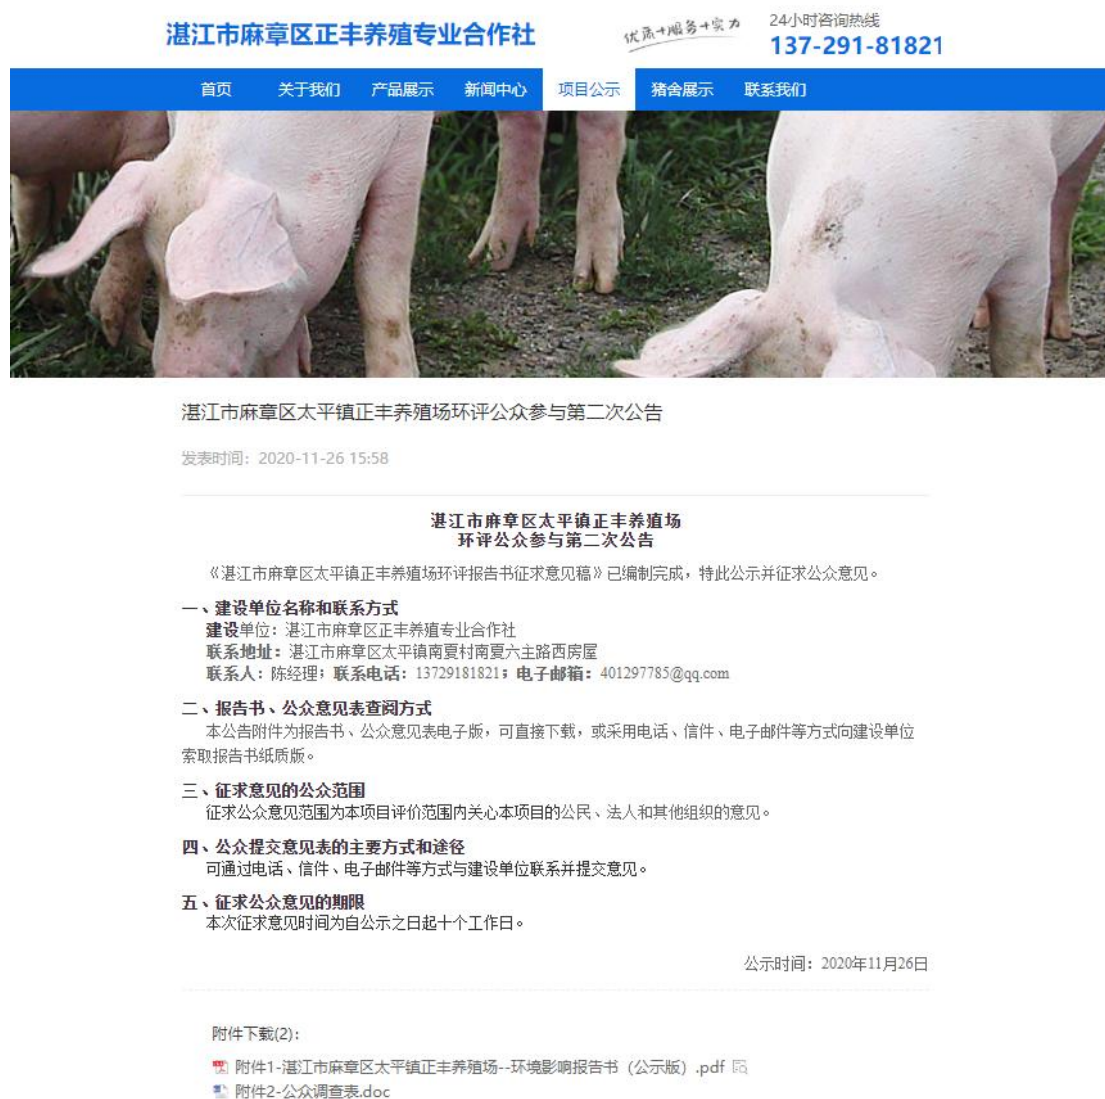 湛江市麻章区正丰养殖专业合作社
优质+服务+实力
24小时咨询热线
137-291-81821
首页 关于我们 产品展示 新闻中心 项目公示 猪舍展示 联系我们
湛江市麻章区太平镇正丰养殖场环评公众参与第二次公告
发表时间：2020-11-26 15:58
湛江市麻章区太平镇正丰养殖场
环评公众参与第二次公告
《湛江市麻章区太平镇正丰养殖场环评报告书征求意见稿》已编制完成，特此公示并征求公众意见。
一、建设单位名称和联系方式
建设单位：湛江市麻章区正丰养殖专业合作社
联系地址：湛江市麻章区太平镇南夏村南夏六主路西房屋
联系人：陈经理；联系电话：13729181821；电子邮箱：401297785@qq.com
二、报告书、公众意见表查阅方式
本公告附件为报告书、公众意见表电子版，可直接下载，或采用电话、信件、电子邮件等方式向建设单位
索取报告书纸质版。
三、征求意见的公众范围
征求公众意见范围为本项目评价范围内关心本项目的公民、法人和其他组织的意见。
四、公众提交意见表的主要方式和途径
可通过电话、信件、电子邮件等方式与建设单位联系并提交意见。
五、征求公众意见的期限
本次征求意见时间为自公示之日起十个工作日。
公示时间：2020年11月26日
附件下载(2)：
附件1-湛江市麻章区太平镇正丰养殖场--环境影响报告书（公示版）.pdf
附件2-公众调查表.doc